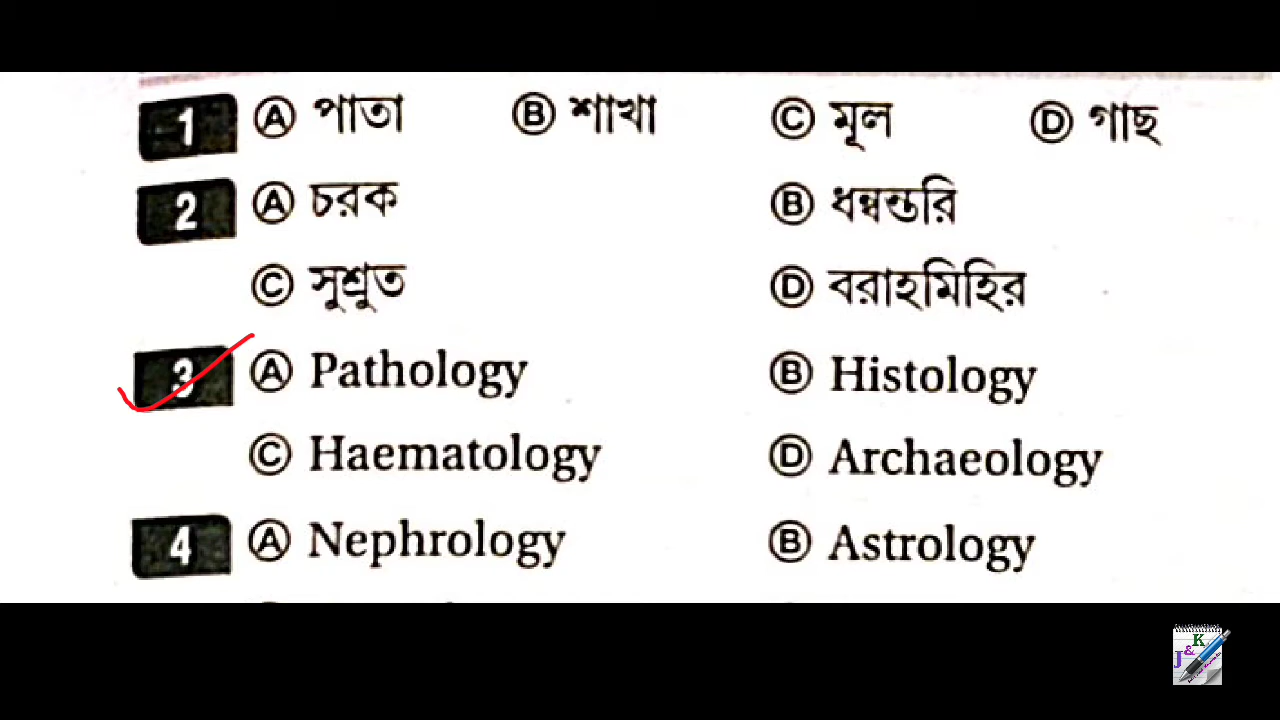 1 Ⓐ পাতা Ⓑ শাখা Ⓒ মূল Ⓓ গাছ
2 Ⓐ চরক Ⓑ ধন্বন্তরি
Ⓒ সুশ্রুত Ⓓ বরাহমিহির
3 Ⓐ Pathology Ⓑ Histology
Ⓒ Haematology Ⓓ Archaeology
4 Ⓐ Nephrology Ⓑ Astrology
J&K